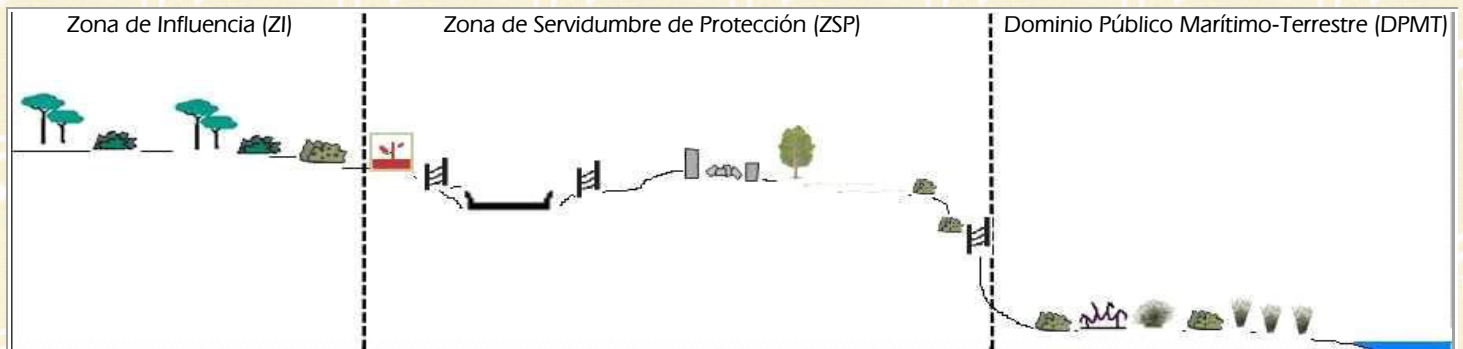 Zona de Influencia (ZI)
Zona de Servidumbre de Protección (ZSP)
Dominio Público Marítimo-Terrestre (DPMT)